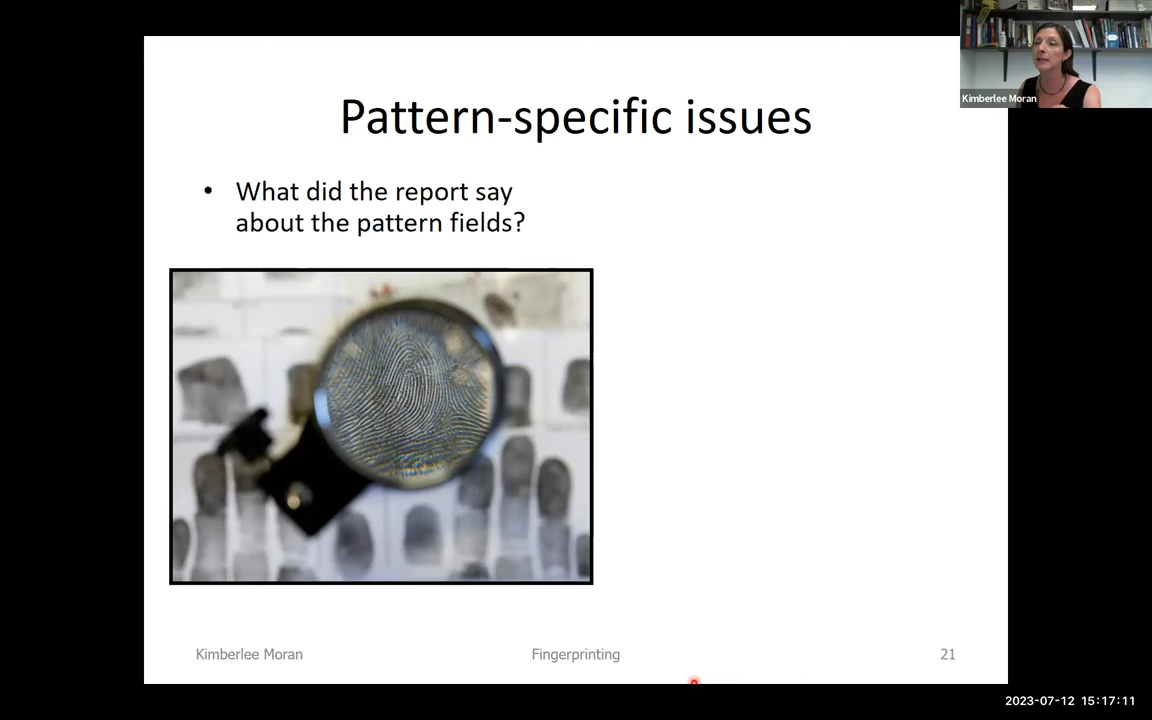 Kimberlee Moran
Pattern-specific issues
• What did the report say
about the pattern fields?
Kimberlee Moran
Fingerprinting
21
2023-07-12 15:17:11